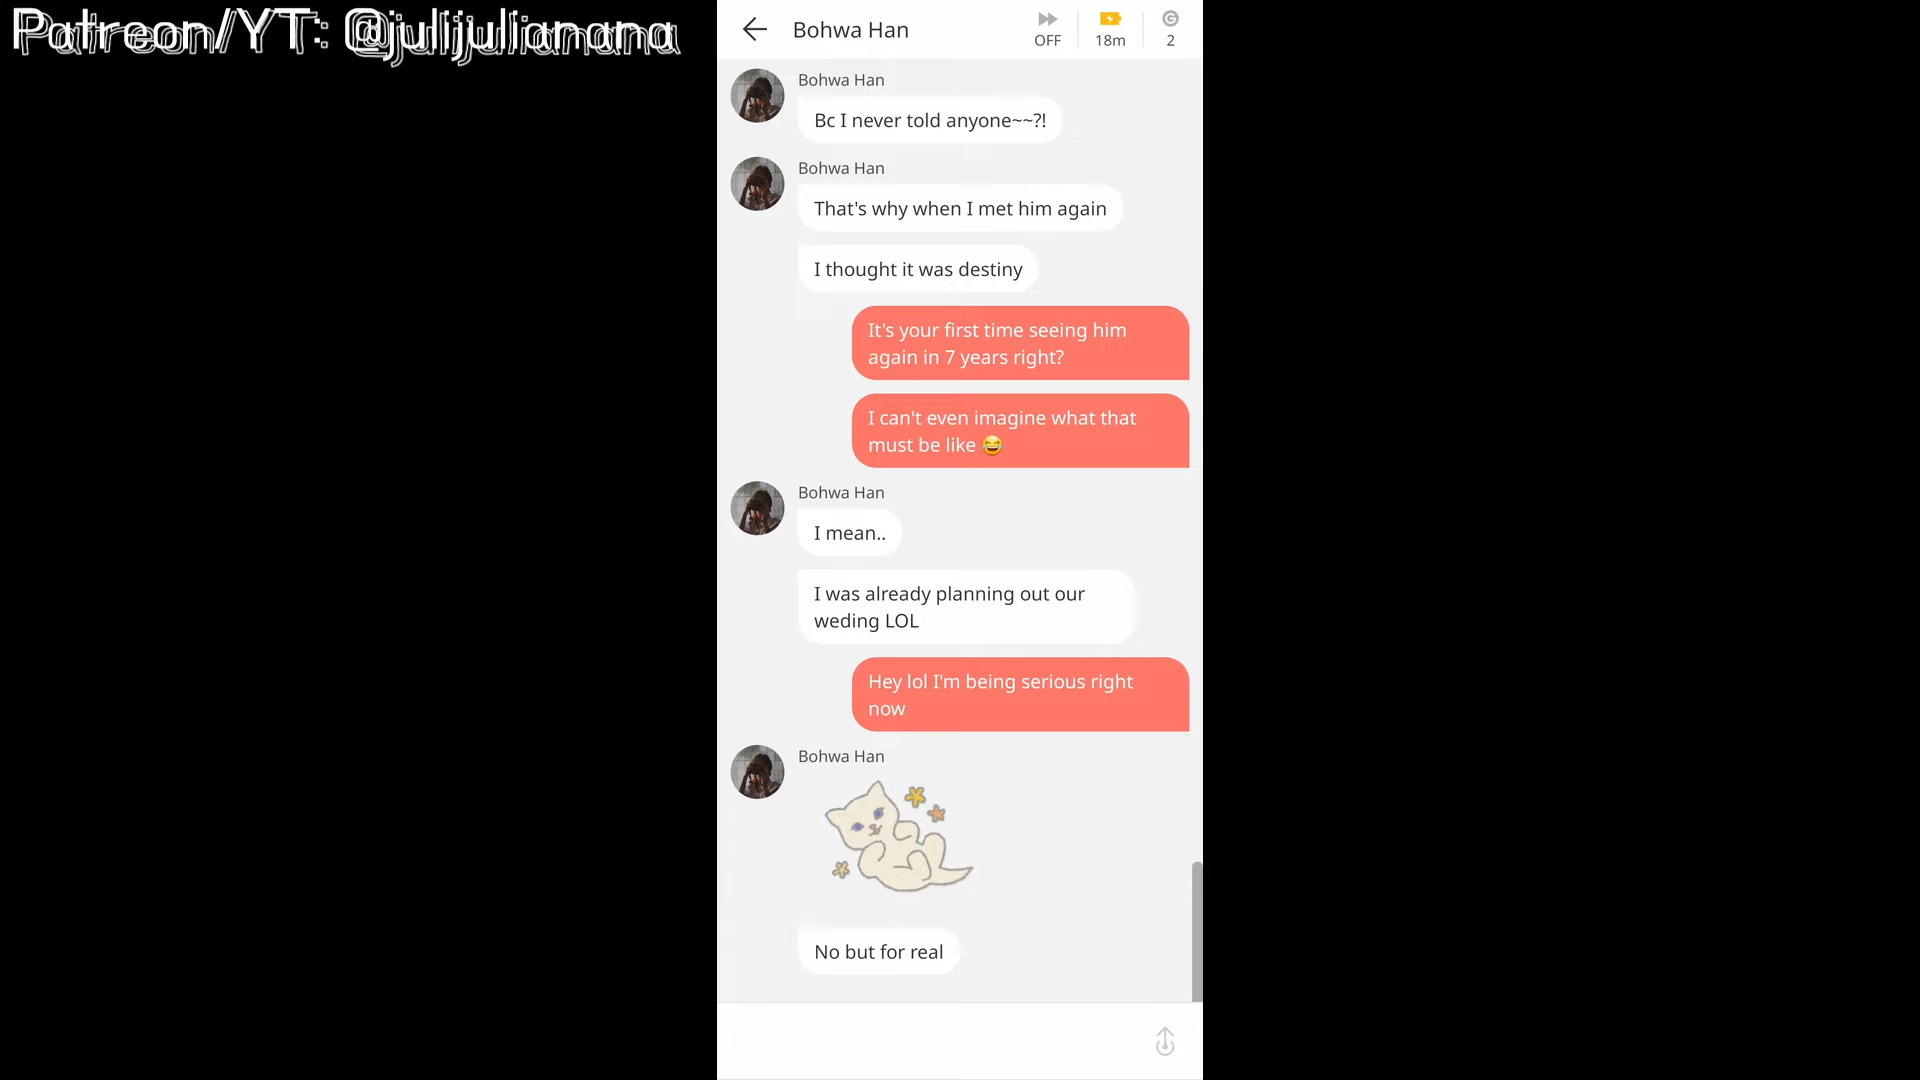 Patreon/YT: @julijulianana
Bohwa Han
OFF
18m
2
Bohwa Han
Bc I never told anyone~~?!
Bohwa Han
That's why when I met him again
I thought it was destiny
It's your first time seeing him
again in 7 years right?
I can't even imagine what that
must be like 😆
Bohwa Han
I mean..
I was already planning out our
weding LOL
Hey lol I'm being serious right
now
Bohwa Han
No but for real